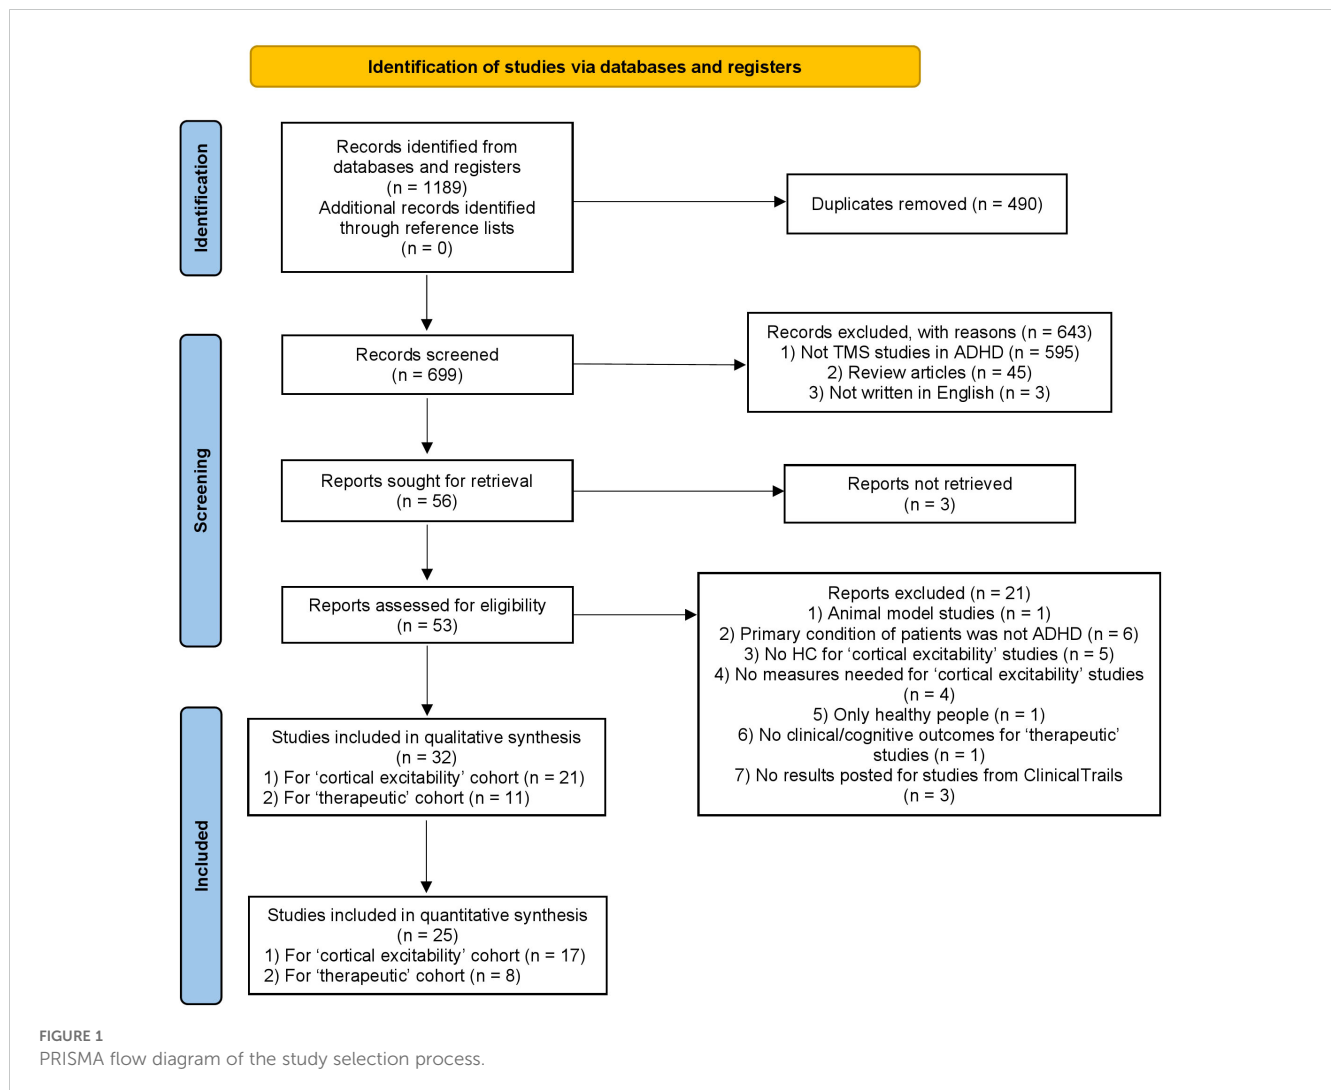 Identification of studies via databases and registers
Identification
Records identified from
databases and registers
(n = 1189)
Additional records identified
through reference lists
(n = 0)
Duplicates removed (n = 490)
Screening
Records screened
(n = 699)
Records excluded, with reasons (n = 643)
1) Not TMS studies in ADHD (n = 595)
2) Review articles (n = 45)
3) Not written in English (n = 3)
Reports sought for retrieval
(n = 56)
Reports not retrieved
(n = 3)
Reports assessed for eligibility
(n = 53)
Reports excluded (n = 21)
1) Animal model studies (n = 1)
2) Primary condition of patients was not ADHD (n = 6)
3) No HC for ‘cortical excitability’ studies (n = 5)
4) No measures needed for ‘cortical excitability’ studies
(n = 4)
5) Only healthy people (n = 1)
6) No clinical/cognitive outcomes for ‘therapeutic’
studies (n = 1)
7) No results posted for studies from ClinicalTrails
(n = 3)
Included
Studies included in qualitative synthesis
(n = 32)
1) For ‘cortical excitability’ cohort (n = 21)
2) For ‘therapeutic’ cohort (n = 11)
Studies included in quantitative synthesis
(n = 25)
1) For ‘cortical excitability’ cohort (n = 17)
2) For ‘therapeutic’ cohort (n = 8)
FIGURE 1
PRISMA flow diagram of the study selection process.